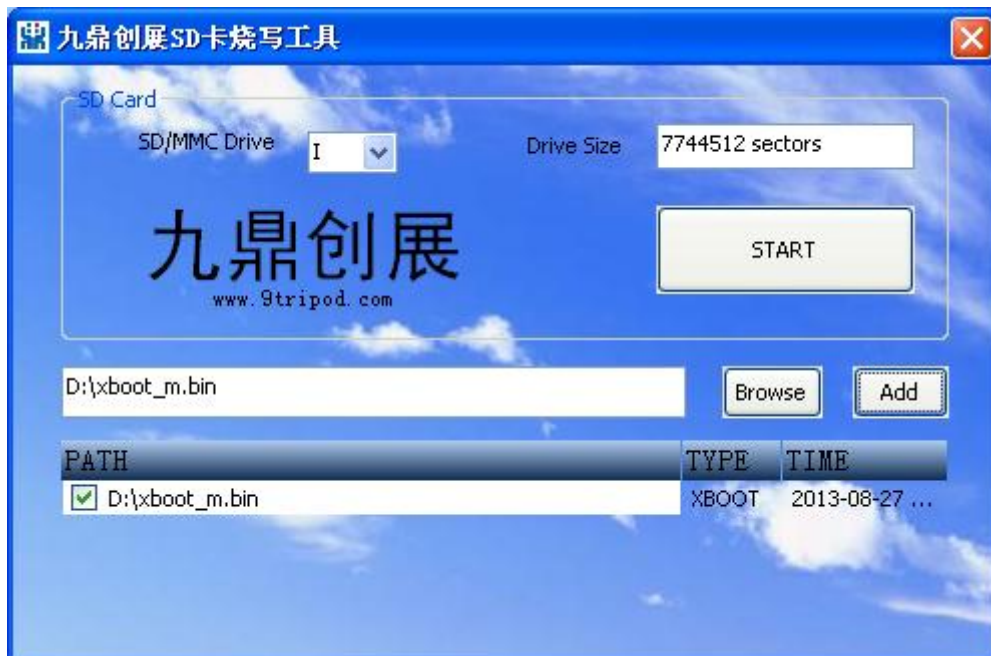 九鼎创展SD卡烧写工具
SD Card
SD/MMC Drive I Drive Size 7744512 sectors
九鼎创展
www.9tripod.com
START
D:\xboot_m.bin Browse Add
PATH TYPE TIME
D:\xboot_m.bin XBOOT 2013-08-27 ...